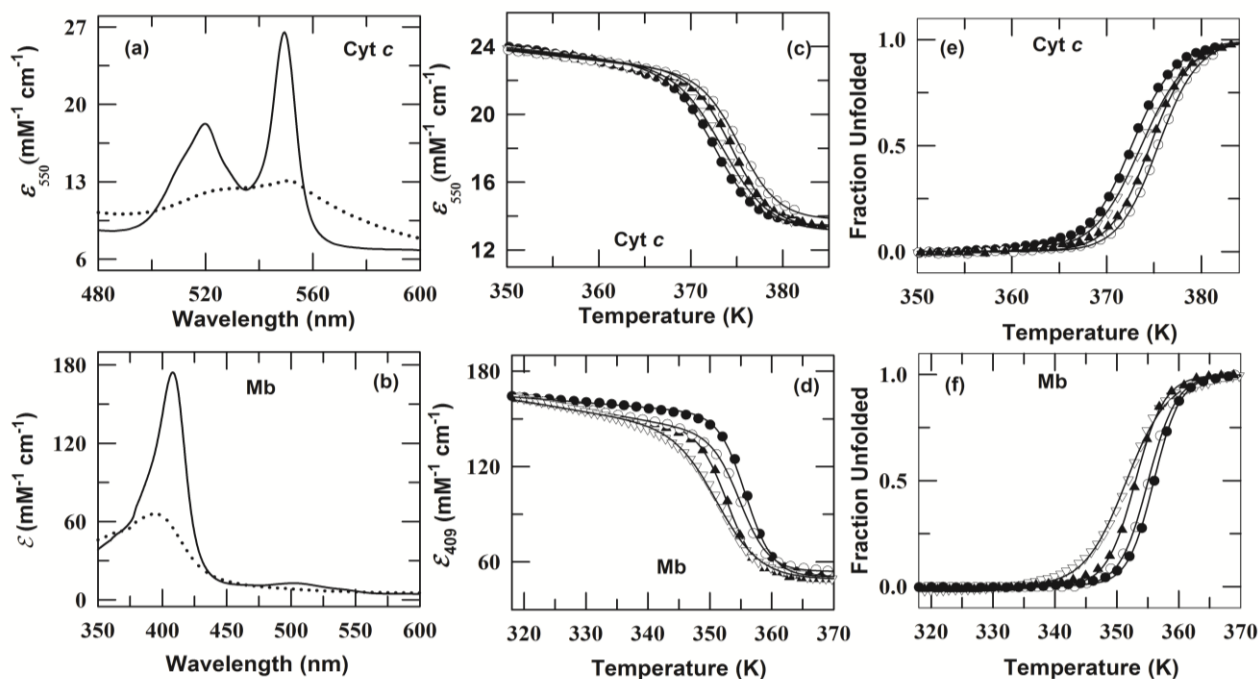 (a)
Cyt c
ε550 (mM-1 cm-1)
27
20
13
6
480
520
560
600
Wavelength (nm)
(c)
Cyt c
ε550 (mM-1 cm-1)
24
20
16
12
350
360
370
380
Temperature (K)
(e)
Cyt c
Fraction Unfolded
1.0
0.5
0.0
350
360
370
380
Temperature (K)
(b)
Mb
ε (mM-1 cm-1)
180
120
60
0
350
400
450
500
550
600
Wavelength (nm)
(d)
Mb
ε409 (mM-1 cm-1)
180
120
60
320
330
340
350
360
370
Temperature (K)
(f)
Mb
Fraction Unfolded
1.0
0.5
0.0
320
330
340
350
360
370
Temperature (K)